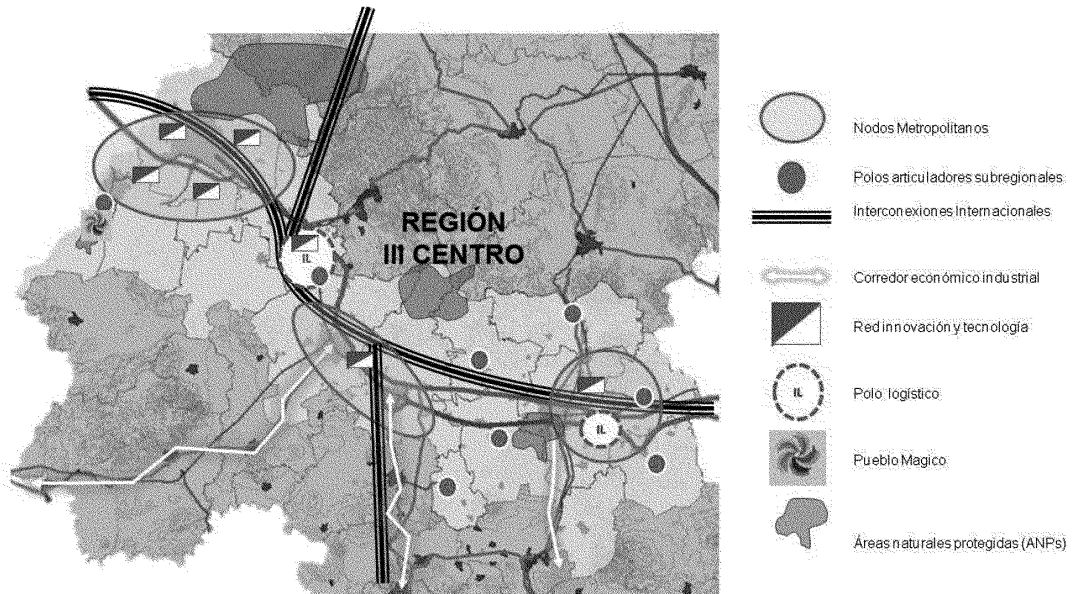 REGIÓN
III CENTRO
IL
IL
Nodos Metropolitanos
Polos articuladores subregionales
Interconexiones Internacionales
Corredor económico industrial
Red innovación y tecnología
IL
Polo logístico
Pueblo Magico
Áreas naturales protegidas (ANPs)